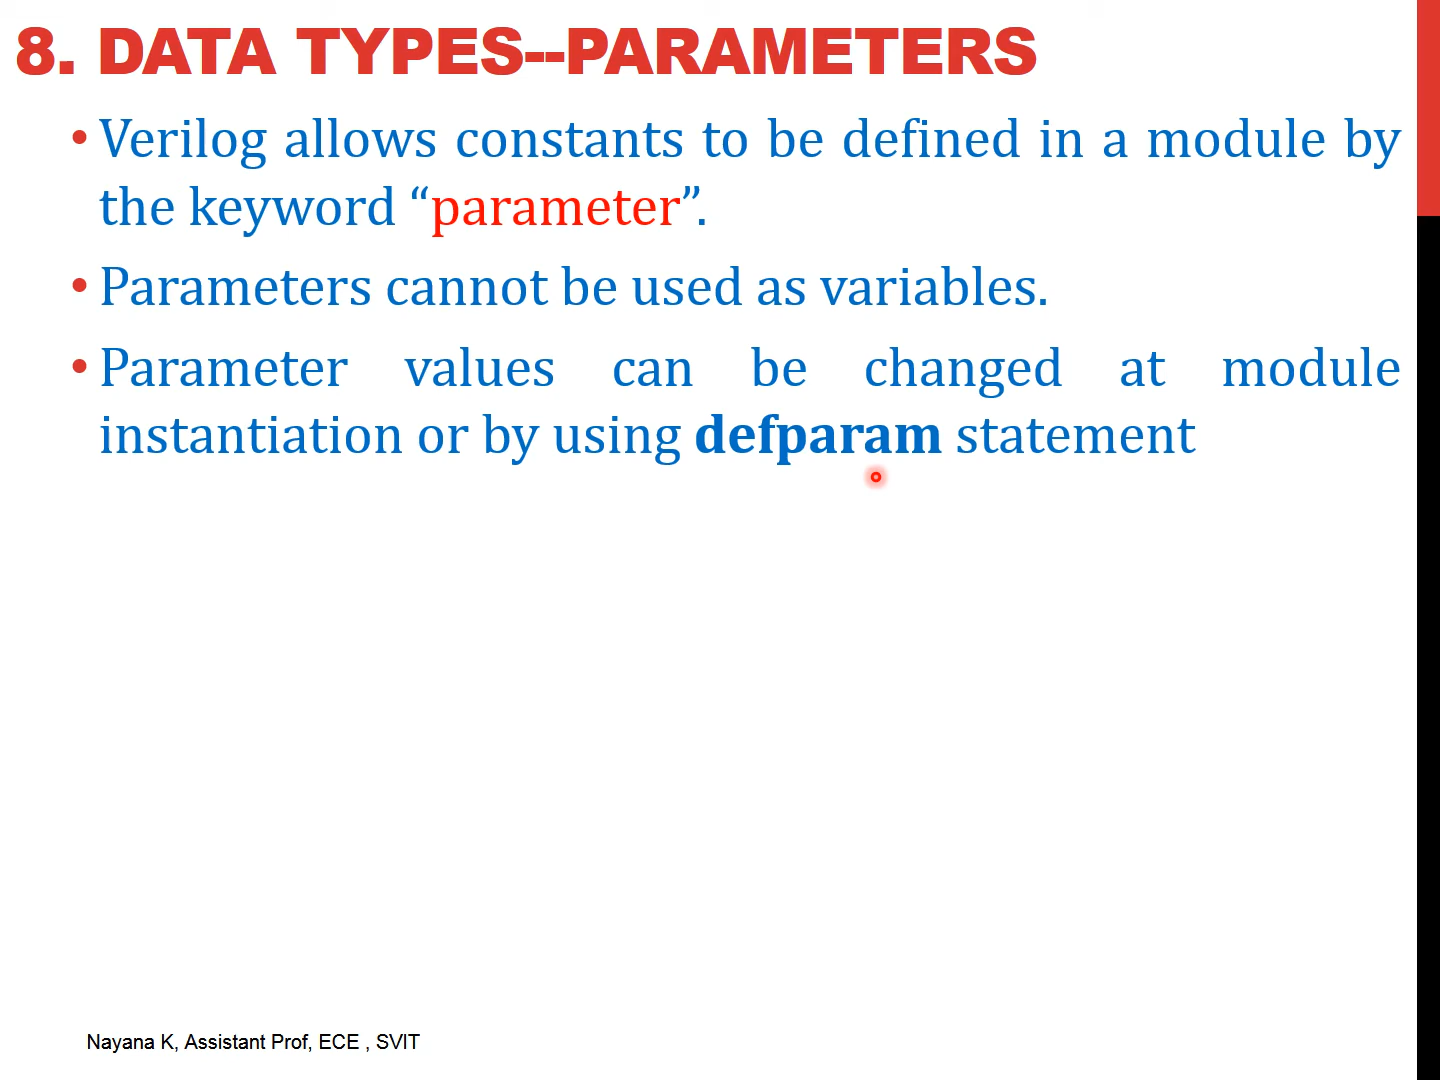 8. DATA TYPES--PARAMETERS
• Verilog allows constants to be defined in a module by
the keyword “parameter”.
• Parameters cannot be used as variables.
• Parameter values can be changed at module
instantiation or by using defparam statement
Nayana K, Assistant Prof, ECE , SVIT